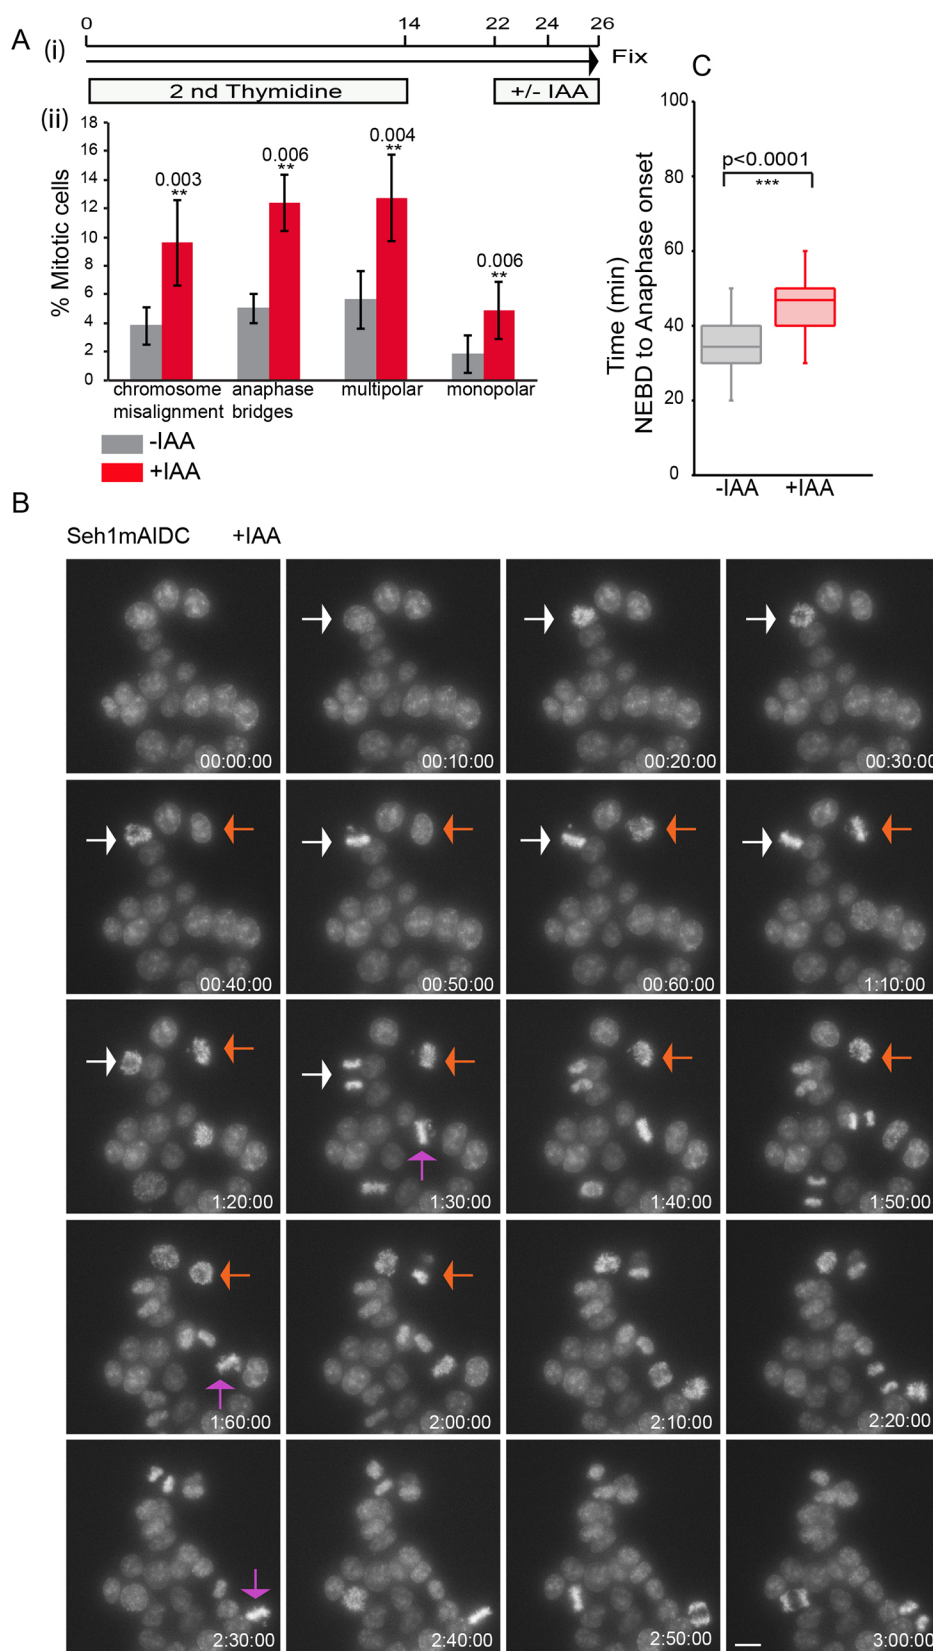 A
(i)
0 14 22 24 26
Fix
2 nd Thymidine
+/- IAA
(ii)
% Mitotic cells
18
16
14
12
10
8
6
4
2
0
0.003
**
0.006
**
0.004
**
0.006
**
chromosome
misalignment
anaphase
bridges
multipolar
monopolar
-IAA
+IAA
C
Time (min)
NEBD to Anaphase onset
100
80
60
40
20
0
p<0.0001
***
-IAA +IAA
B
Seh1mAIDC +IAA
00:00:00 00:10:00 00:20:00 00:30:00
00:40:00 00:50:00 00:60:00 1:10:00
1:20:00 1:30:00 1:40:00 1:50:00
1:60:00 2:00:00 2:10:00 2:20:00
2:30:00 2:40:00 2:50:00 3:00:00